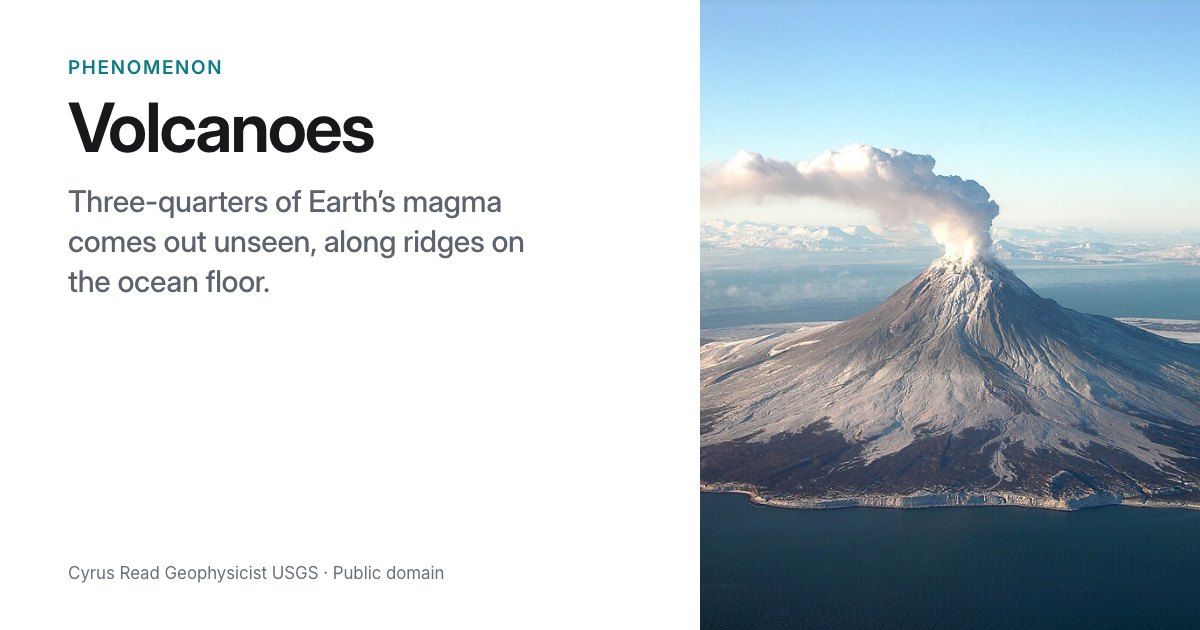 PHENOMENON
Volcanoes
Three-quarters of Earth’s magma
comes out unseen, along ridges on
the ocean floor.
Cyrus Read Geophysicist USGS · Public domain